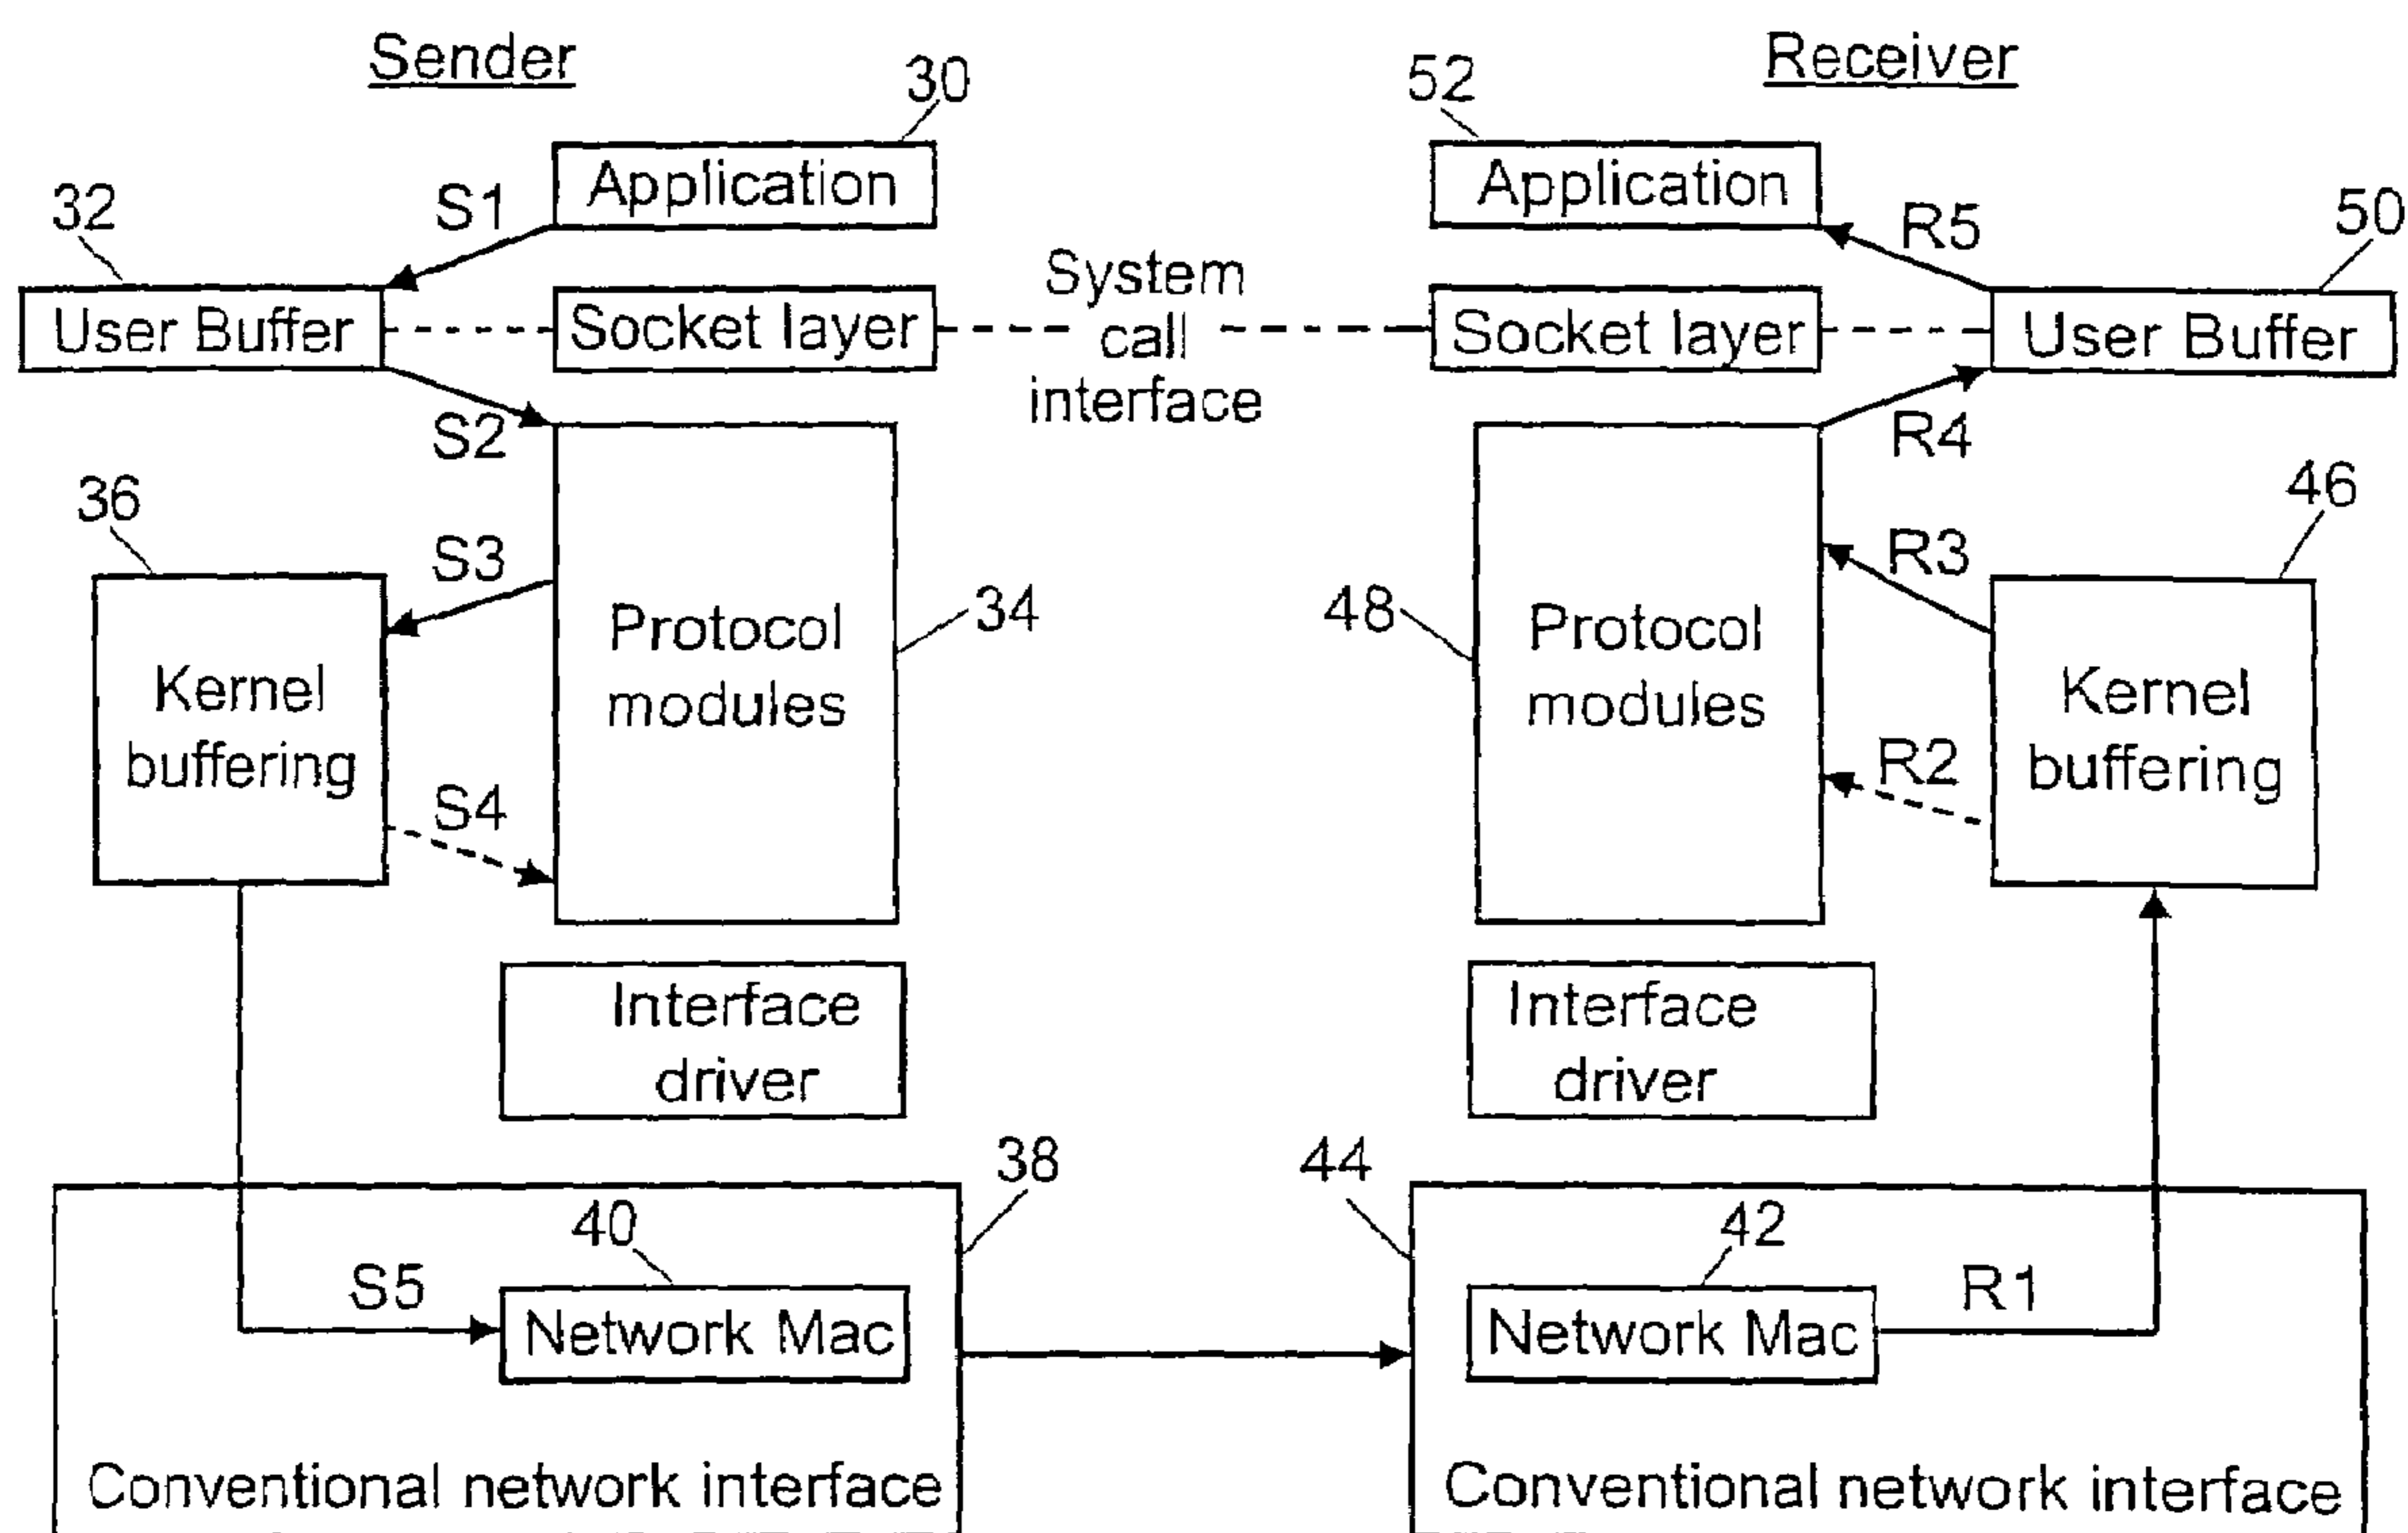 Sender
Receiver
30
52
Application
Application
32
S1
R5
50
User Buffer
Socket layer
System
call
interface
Socket layer
User Buffer
S2
R4
36
46
S3
R3
Protocol
modules
34
48
Protocol
modules
Kernel
buffering
Kernel
buffering
S4
R2
Interface
driver
Interface
driver
38
44
40
42
S5
Network Mac
Network Mac
R1
Conventional network interface
Conventional network interface